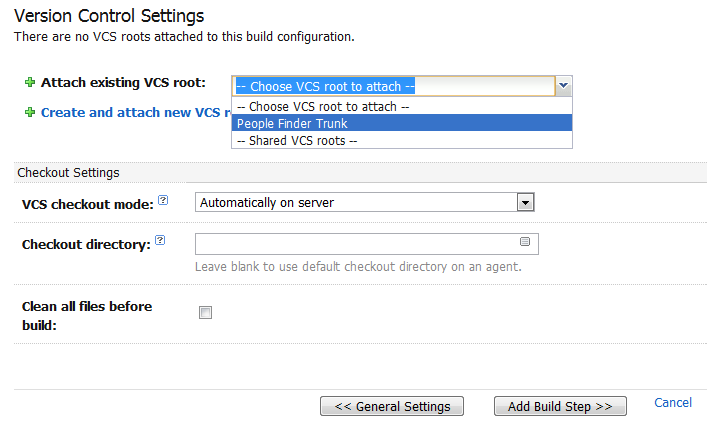 Version Control Settings
There are no VCS roots attached to this build configuration.
Attach existing VCS root:
-- Choose VCS root to attach --
-- Choose VCS root to attach --
People Finder Trunk
-- Shared VCS roots --
Create and attach new VCS r
Checkout Settings
VCS checkout mode: ?
Automatically on server
Checkout directory: ?
Leave blank to use default checkout directory on an agent.
Clean all files before
build:
<< General Settings
Add Build Step >>
Cancel